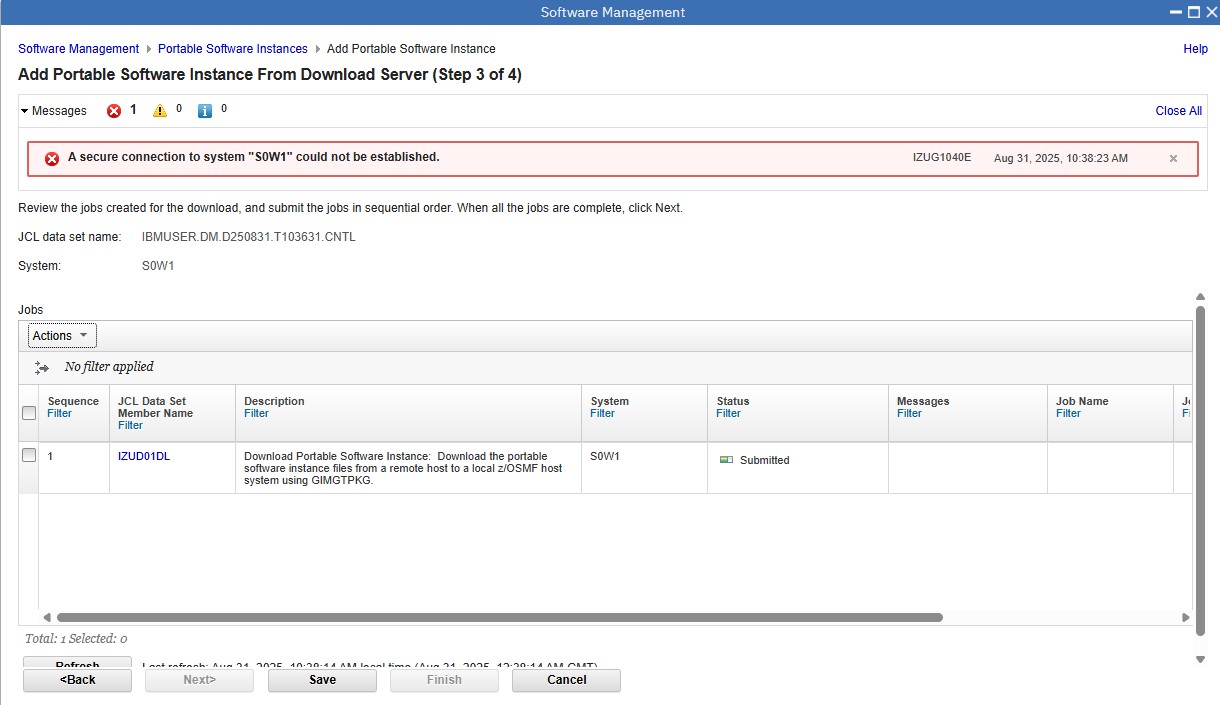 Software Management
Software Management Portable Software Instances Add Portable Software Instance Help
Add Portable Software Instance From Download Server (Step 3 of 4)
Messages 1 0 0 Close All
A secure connection to system "S0W1" could not be established. IZUG1040E Aug 31, 2025, 10:38:23 AM
Review the jobs created for the download, and submit the jobs in sequential order. When all the jobs are complete, click Next.
JCL data set name: IBMUSER.DM.D250831.T103631.CNTL
System: S0W1
Jobs
Actions
No filter applied
Sequence
Filter
JCL Data Set
Member Name
Filter
Description
Filter
System
Filter
Status
Filter
Messages
Filter
Job Name
Filter
1
IZUD01DL
Download Portable Software Instance: Download the portable
software instance files from a remote host to a local z/OSMF host
system using GIMGTPKG.
S0W1
Submitted
Total: 1 Selected: 0
Refresh Last refresh: Aug 31, 2025, 10:38:14 AM local time (Aug 31, 2025, 12:38:14 AM GMT)
<Back Next> Save Finish Cancel